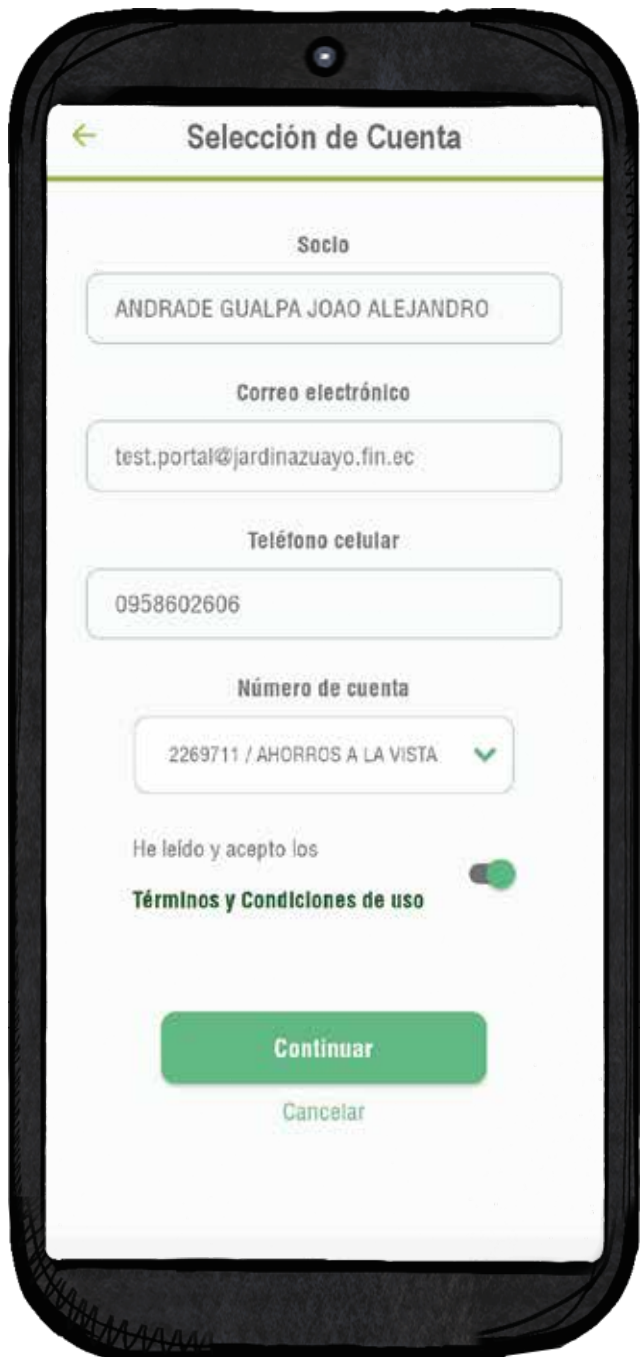 Selección de Cuenta
Socio
ANDRADE GUALPA JOAO ALEJANDRO
Correo electrónico
test.portal@jardinazuayo.fin.ec
Teléfono celular
0958602606
Número de cuenta
2269711 / AHORROS A LA VISTA
He leído y acepto los
Términos y Condiciones de uso
Continuar
Cancelar